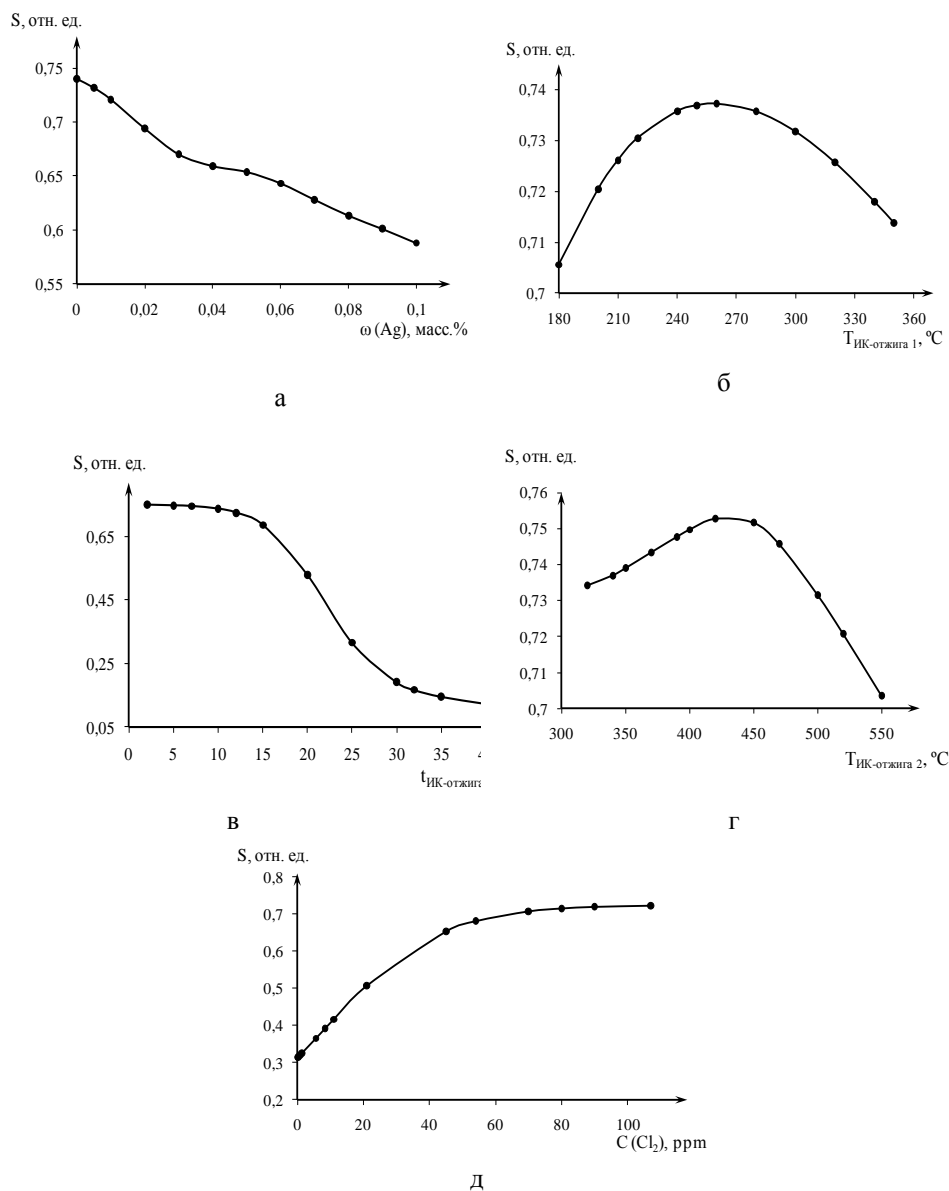 S, отн. ед.
0,75
0,7
0,65
0,6
0,55
0 0,02 0,04 0,06 0,08 0,1
ω (Ag), масс.%
а
S, отн. ед.
0,74
0,73
0,72
0,71
0,7
180 210 240 270 300 330 360
T ИК-отжига 1, ºC
б
S, отн. ед.
0,65
0,45
0,25
0,05
0 5 10 15 20 25 30 35
t ИК-отжига
в
S, отн. ед.
0,76
0,75
0,74
0,73
0,72
0,71
0,7
300 350 400 450 500 550
T ИК-отжига 2, ºC
г
S, отн. ед.
0,8
0,7
0,6
0,5
0,4
0,3
0,2
0 20 40 60 80 100
C (Cl2), ppm
д